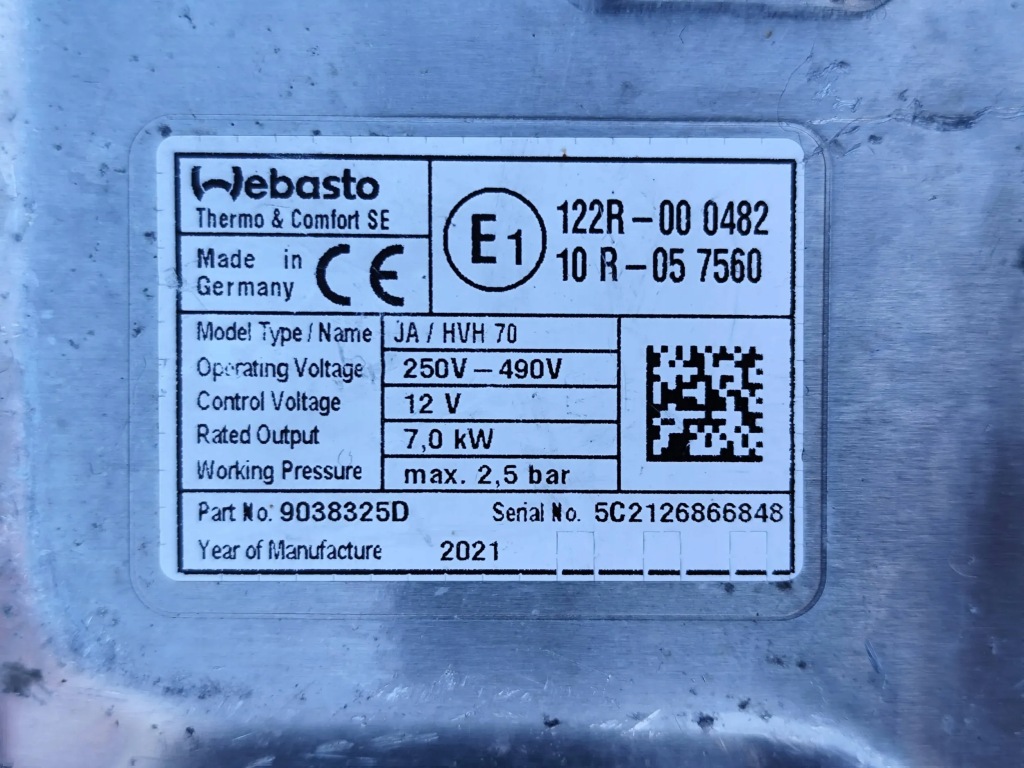 Webasto
Thermo & Comfort SE
Made in
Germany
CE
E1
122R-00 0482
10 R-05 7560
Model Type / Name JA / HVH 70
Operating Voltage 250V – 490V
Control Voltage 12 V
Rated Output 7,0 kW
Working Pressure max. 2,5 bar
Part No. 9038325D Serial No. 5C2126866848
Year of Manufacture 2021